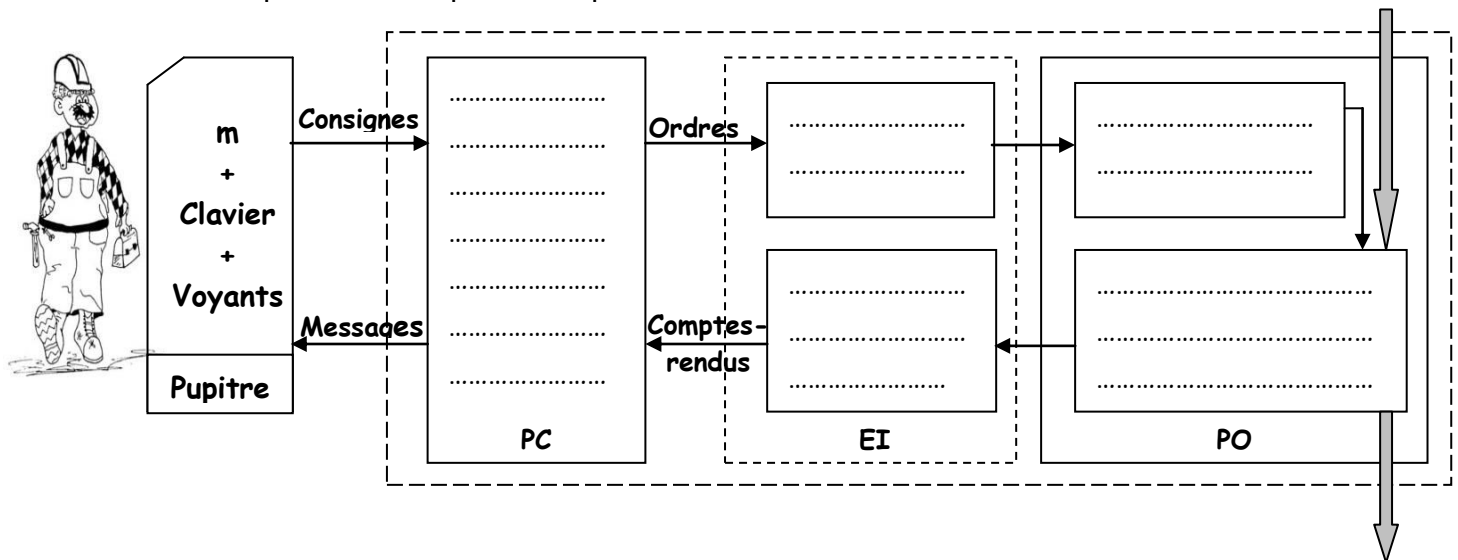 m
+
Clavier
+
Voyants
Pupitre
Consignes
Messages
……………………
……………………
……………………
……………………
……………………
……………………
……………………
PC
Ordres
Comptes-
rendus
………………………
………………………
………………………
………………………
……………………
EI
……………………………
……………………………
……………………………………
……………………………………
……………………………………
PO